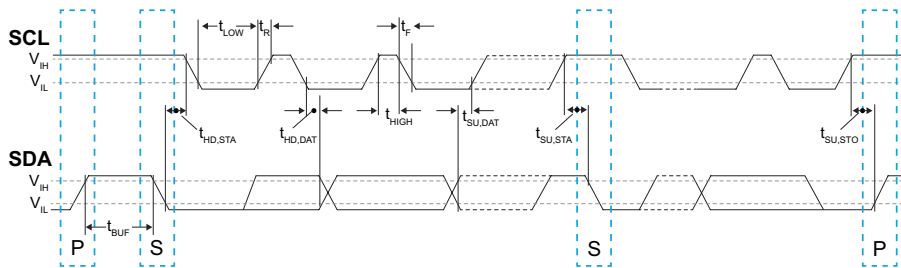 t_LOW t_R t_F
SCL
V_IH
V_IL
t_HD,STA t_HD,DAT t_HIGH t_SU,DAT t_SU,STA t_SU,STO
SDA
V_IH
V_IL
t_BUF
P S S P